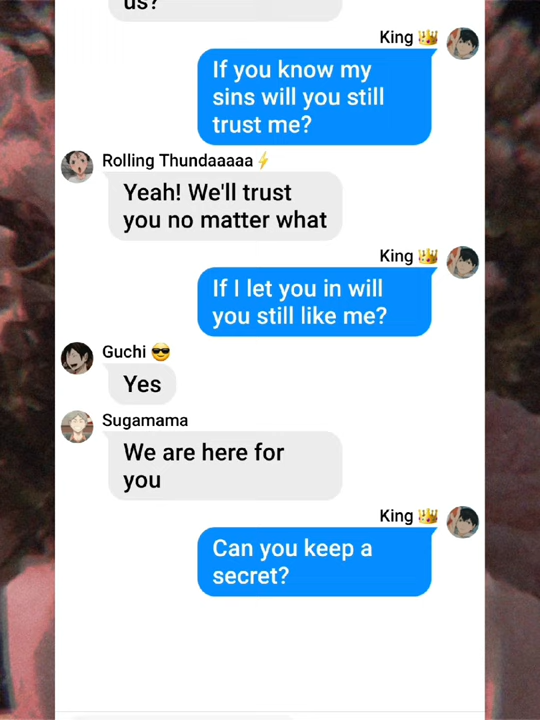 us?
King 👑
If you know my
sins will you still
trust me?
Rolling Thundaaaaa⚡
Yeah! We'll trust
you no matter what
King 👑
If I let you in will
you still like me?
Guchi 😎
Yes
Sugamama
We are here for
you
King 👑
Can you keep a
secret?